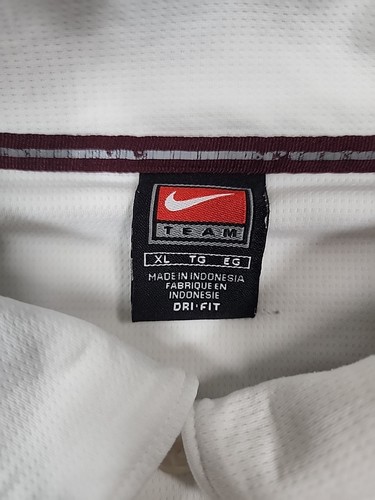 TEAM
XL TG EG
MADE IN INDONESIA
FABRIQUE EN
INDONESIE
DRI·FIT